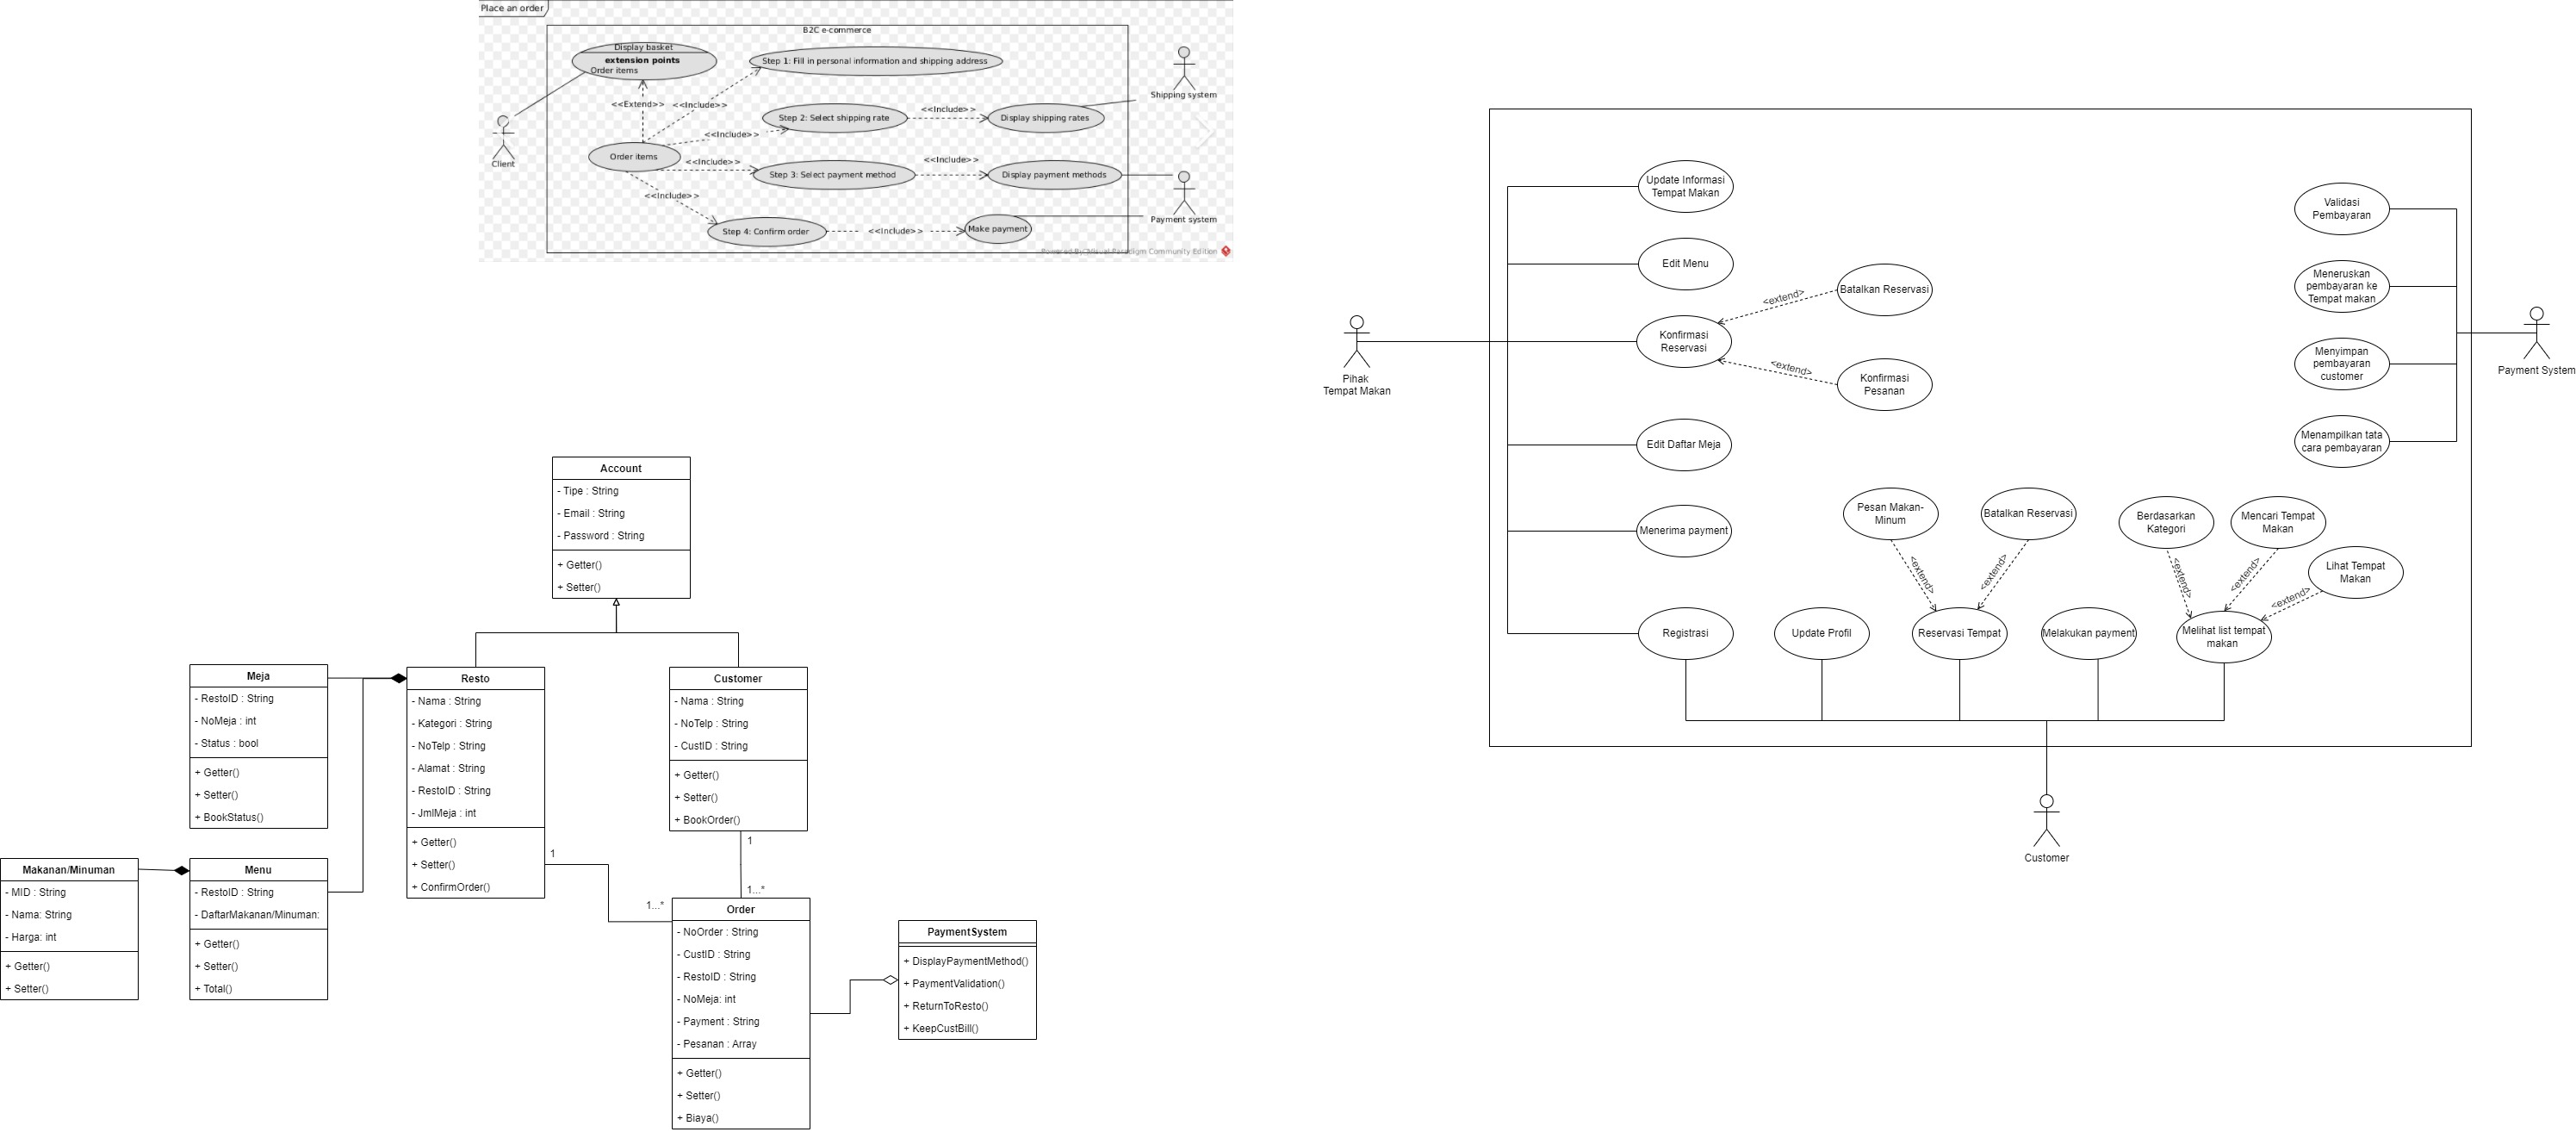 Place an order
B2C e-commerce
Display basket
extension points
Order items
Step 1: Fill in personal information and shipping address
<<Extend>>
<<Include>>
Shipping system
Step 2: Select shipping rate
<<Include>>
Display shipping rates
<<Include>>
Client
Order items
<<Include>>
Step 3: Select payment method
<<Include>>
Display payment methods
<<Include>>
Payment system
Step 4: Confirm order
<<Include>>
Make payment
Powered By Visual Paradigm Community Edition
Update Informasi
Tempat Makan
Edit Menu
Batalkan Reservasi
<extend>
Konfirmasi
Reservasi
<extend>
Konfirmasi
Pesanan
Pihak
Tempat Makan
Edit Daftar Meja
Menerima payment
Registrasi
Validasi
Pembayaran
Meneruskan
pembayaran ke
Tempat makan
Menyimpan
pembayaran
customer
Menampilkan tata
cara pembayaran
Payment System
Pesan Makan-
Minum
Batalkan Reservasi
Berdasarkan
Kategori
Mencari Tempat
Makan
Lihat Tempat
Makan
<extend>
<extend>
<extend>
<extend>
<extend>
Update Profil
Reservasi Tempat
Melakukan payment
Melihat list tempat
makan
Customer
Account
- Tipe : String
- Email : String
- Password : String
+ Getter()
+ Setter()
Meja
- RestoID : String
- NoMeja : int
- Status : bool
+ Getter()
+ Setter()
+ BookStatus()
Resto
- Nama : String
- Kategori : String
- NoTelp : String
- Alamat : String
- RestoID : String
- JmlMeja : int
+ Getter()
+ Setter()
+ ConfirmOrder()
Customer
- Nama : String
- NoTelp : String
- CustID : String
+ Getter()
+ Setter()
+ BookOrder()
Makanan/Minuman
- MID : String
- Nama: String
- Harga: int
+ Getter()
+ Setter()
Menu
- RestoID : String
- DaftarMakanan/Minuman:
+ Getter()
+ Setter()
+ Total()
1
1...*
1
1...*
Order
- NoOrder : String
- CustID : String
- RestoID : String
- NoMeja: int
- Payment : String
- Pesanan : Array
+ Getter()
+ Setter()
+ Biaya()
PaymentSystem
+ DisplayPaymentMethod()
+ PaymentValidation()
+ ReturnToResto()
+ KeepCustBill()